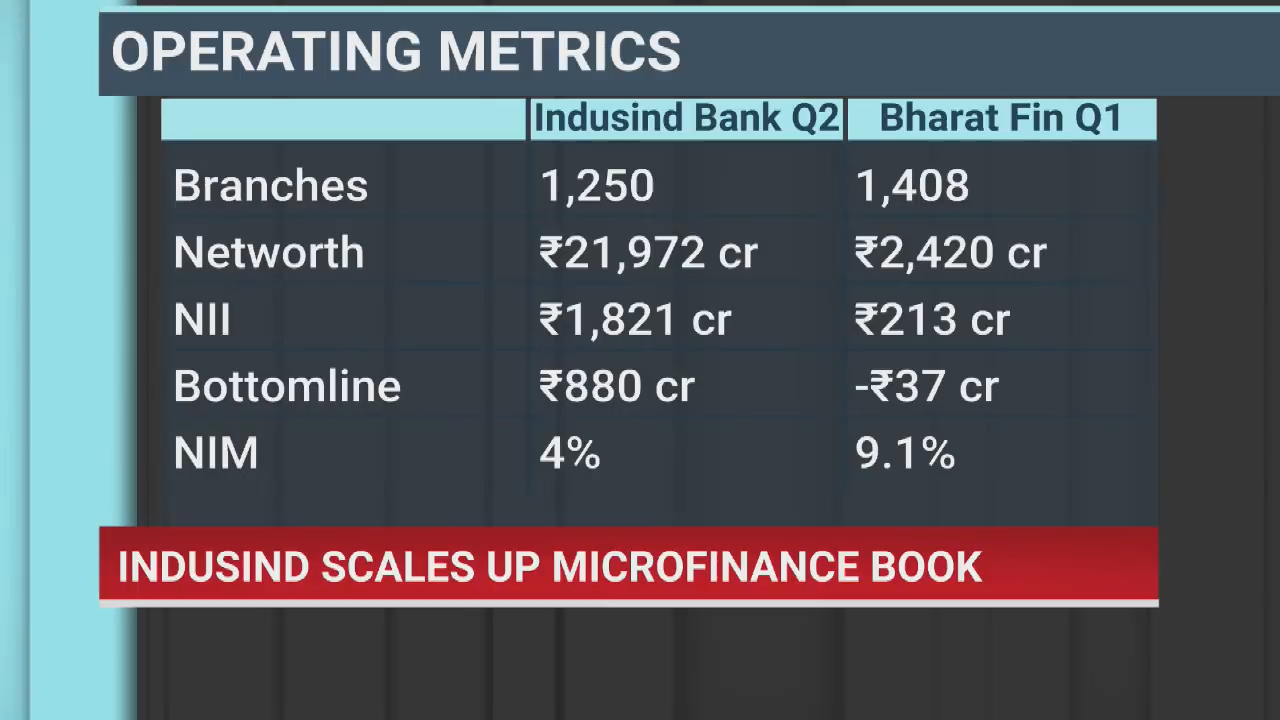 OPERATING METRICS
Indusind Bank Q2 Bharat Fin Q1
Branches 1,250 1,408
Networth ₹21,972 cr ₹2,420 cr
NII ₹1,821 cr ₹213 cr
Bottomline ₹880 cr -₹37 cr
NIM 4% 9.1%
INDUSIND SCALES UP MICROFINANCE BOOK